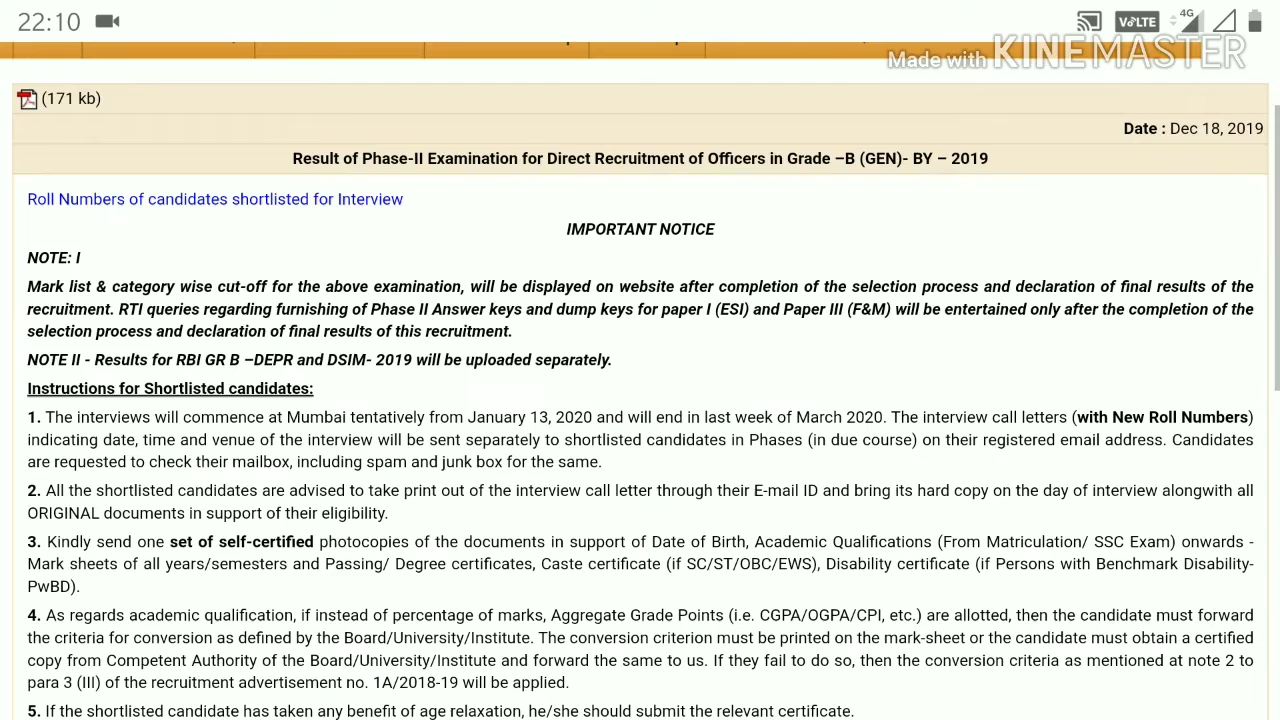 22:10
VoLTE 4G
Made with KINEMASTER
(171 kb)
Date : Dec 18, 2019
Result of Phase-II Examination for Direct Recruitment of Officers in Grade –B (GEN)- BY – 2019
Roll Numbers of candidates shortlisted for Interview
IMPORTANT NOTICE
NOTE: I
Mark list & category wise cut-off for the above examination, will be displayed on website after completion of the selection process and declaration of final results of the
recruitment. RTI queries regarding furnishing of Phase II Answer keys and dump keys for paper I (ESI) and Paper III (F&M) will be entertained only after the completion of the
selection process and declaration of final results of this recruitment.
NOTE II - Results for RBI GR B –DEPR and DSIM- 2019 will be uploaded separately.
Instructions for Shortlisted candidates:
1. The interviews will commence at Mumbai tentatively from January 13, 2020 and will end in last week of March 2020. The interview call letters (with New Roll Numbers)
indicating date, time and venue of the interview will be sent separately to shortlisted candidates in Phases (in due course) on their registered email address. Candidates
are requested to check their mailbox, including spam and junk box for the same.
2. All the shortlisted candidates are advised to take print out of the interview call letter through their E-mail ID and bring its hard copy on the day of interview alongwith all
ORIGINAL documents in support of their eligibility.
3. Kindly send one set of self-certified photocopies of the documents in support of Date of Birth, Academic Qualifications (From Matriculation/ SSC Exam) onwards -
Mark sheets of all years/semesters and Passing/ Degree certificates, Caste certificate (if SC/ST/OBC/EWS), Disability certificate (if Persons with Benchmark Disability-
PwBD).
4. As regards academic qualification, if instead of percentage of marks, Aggregate Grade Points (i.e. CGPA/OGPA/CPI, etc.) are allotted, then the candidate must forward
the criteria for conversion as defined by the Board/University/Institute. The conversion criterion must be printed on the mark-sheet or the candidate must obtain a certified
copy from Competent Authority of the Board/University/Institute and forward the same to us. If they fail to do so, then the conversion criteria as mentioned at note 2 to
para 3 (III) of the recruitment advertisement no. 1A/2018-19 will be applied.
5. If the shortlisted candidate has taken any benefit of age relaxation, he/she should submit the relevant certificate.